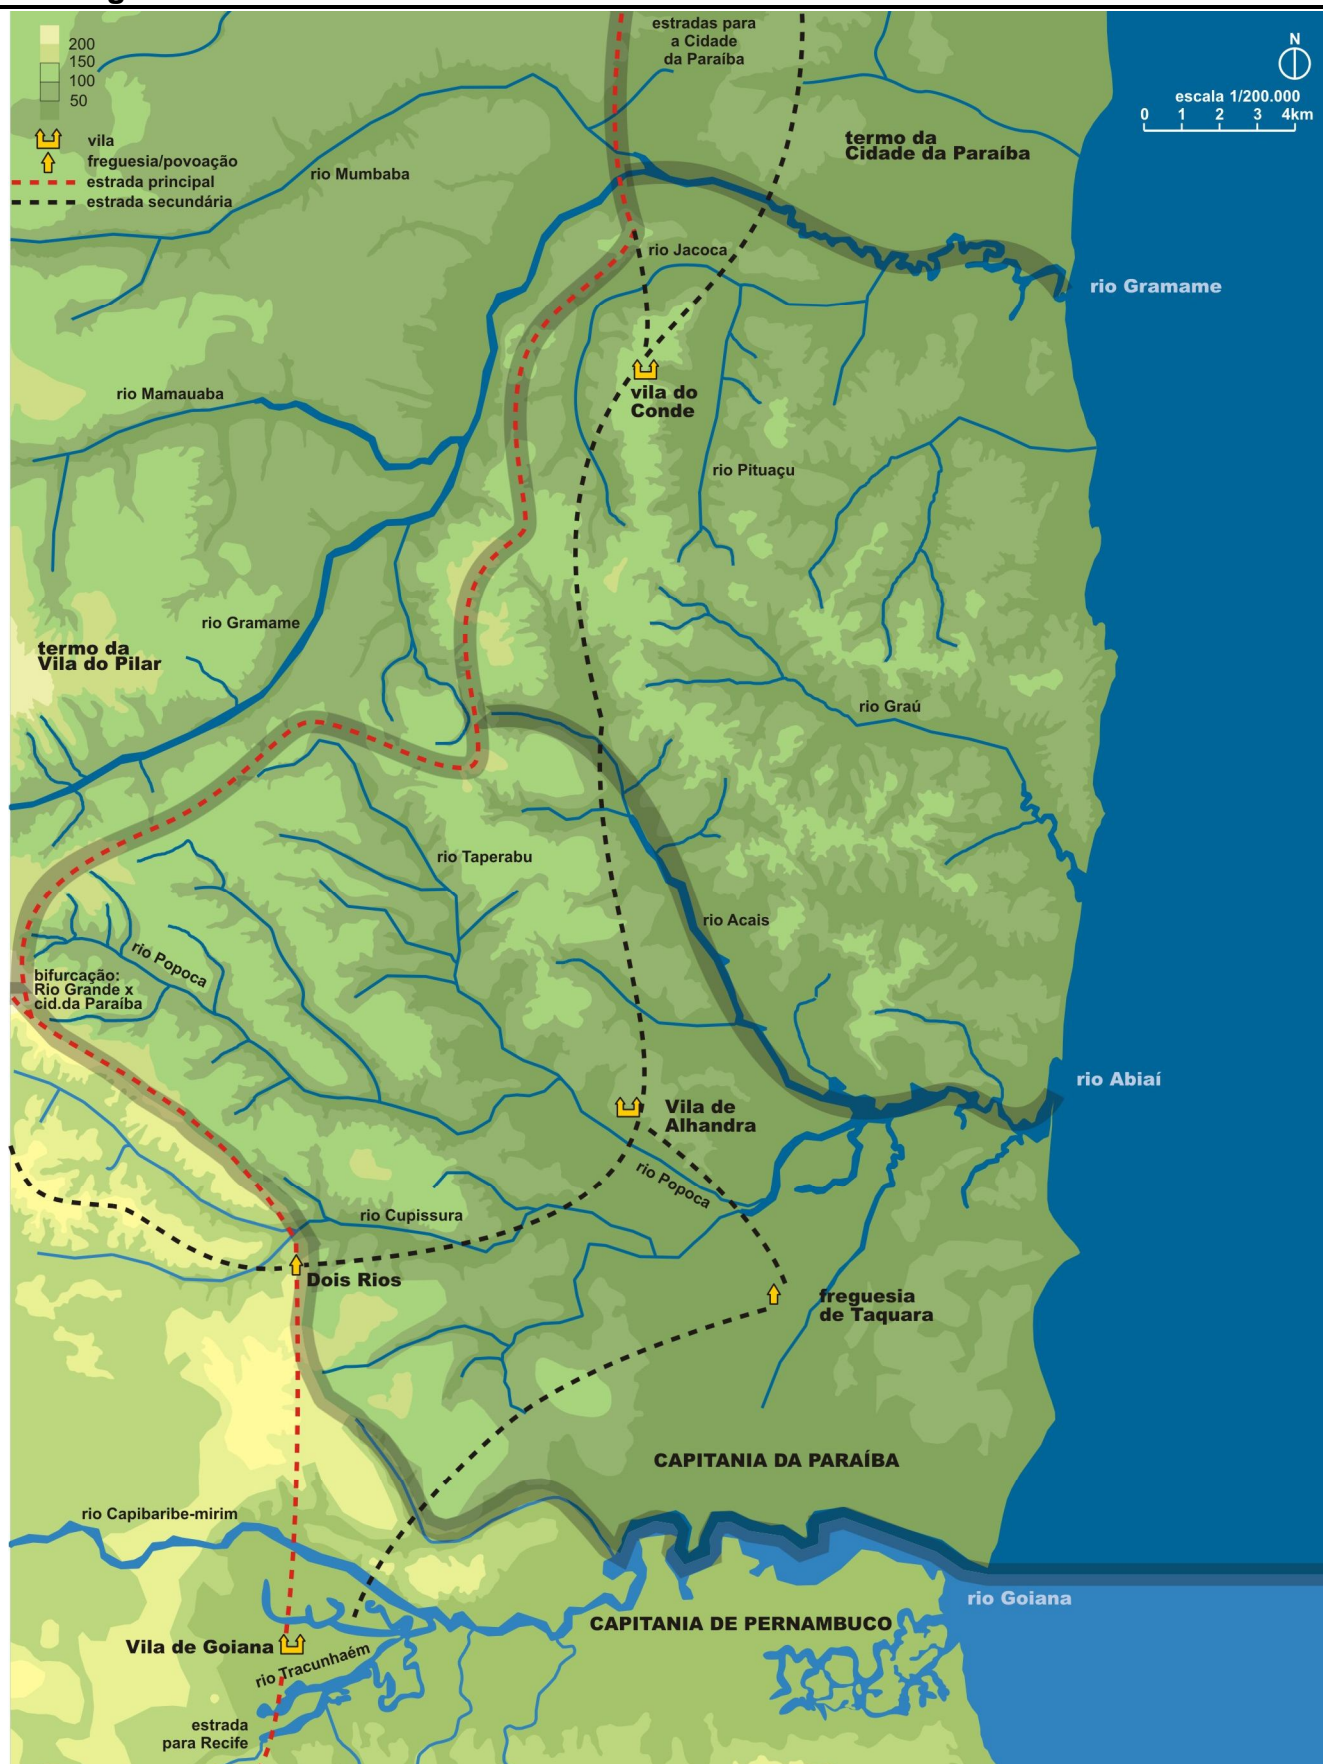 estradas para
a Cidade
da Paraíba
200
150
100
50
N
escala 1/200.000
0 1 2 3 4km
vila
freguesia/povoação
estrada principal
estrada secundária
termo da
Cidade da Paraíba
rio Mumbaba
rio Jacoca
rio Gramame
rio Mamauaba
vila do
Conde
rio Pituaçu
rio Gramame
termo da
Vila do Pilar
rio Graú
rio Taperabu
rio Acais
rio Popoca
bifurcação:
Rio Grande x
cid.da Paraíba
rio Abiaí
Vila de
Alhandra
rio Popoca
rio Cupissura
Dois Rios
freguesia
de Taquara
CAPITANIA DA PARAÍBA
rio Capibaribe-mirim
rio Goiana
CAPITANIA DE PERNAMBUCO
Vila de Goiana
rio Tracunhaém
estrada
para Recife